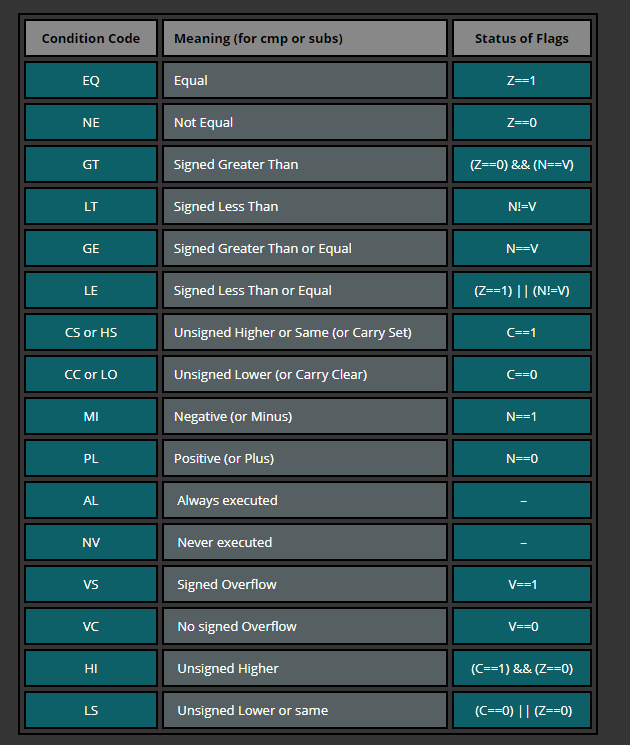 Condition Code Meaning (for cmp or subs) Status of Flags
EQ Equal Z==1
NE Not Equal Z==0
GT Signed Greater Than (Z==0) && (N==V)
LT Signed Less Than N!=V
GE Signed Greater Than or Equal N==V
LE Signed Less Than or Equal (Z==1) || (N!=V)
CS or HS Unsigned Higher or Same (or Carry Set) C==1
CC or LO Unsigned Lower (or Carry Clear) C==0
MI Negative (or Minus) N==1
PL Positive (or Plus) N==0
AL Always executed –
NV Never executed –
VS Signed Overflow V==1
VC No signed Overflow V==0
HI Unsigned Higher (C==1) && (Z==0)
LS Unsigned Lower or same (C==0) || (Z==0)